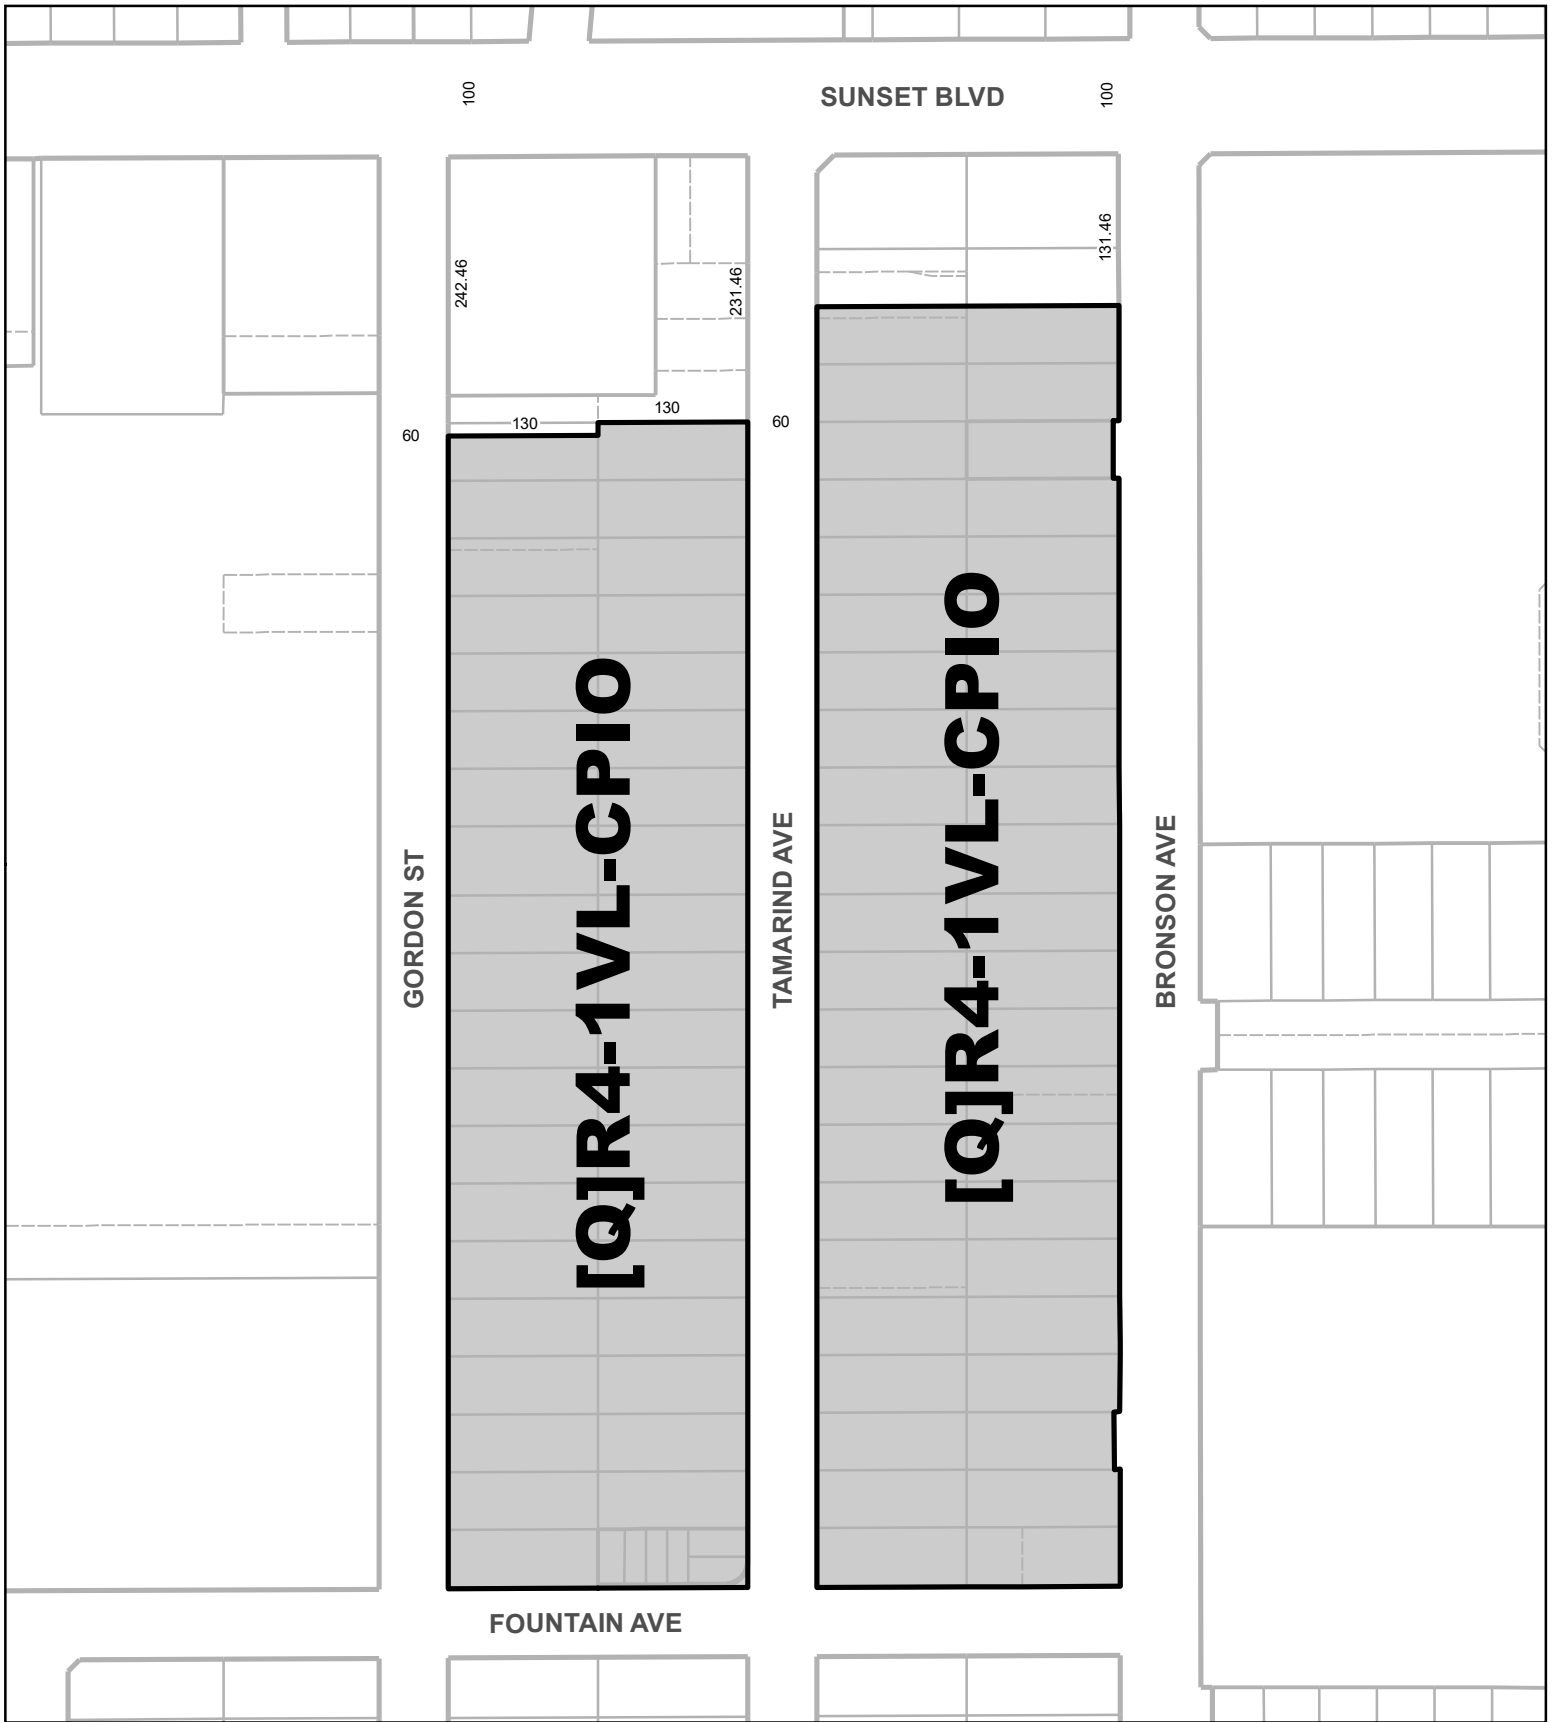 100
SUNSET BLVD
100
242.46
231.46
131.46
130
130
60
60
[Q]R4-1VL-CPIO
[Q]R4-1VL-CPIO
GORDON ST
TAMARIND AVE
BRONSON AVE
FOUNTAIN AVE